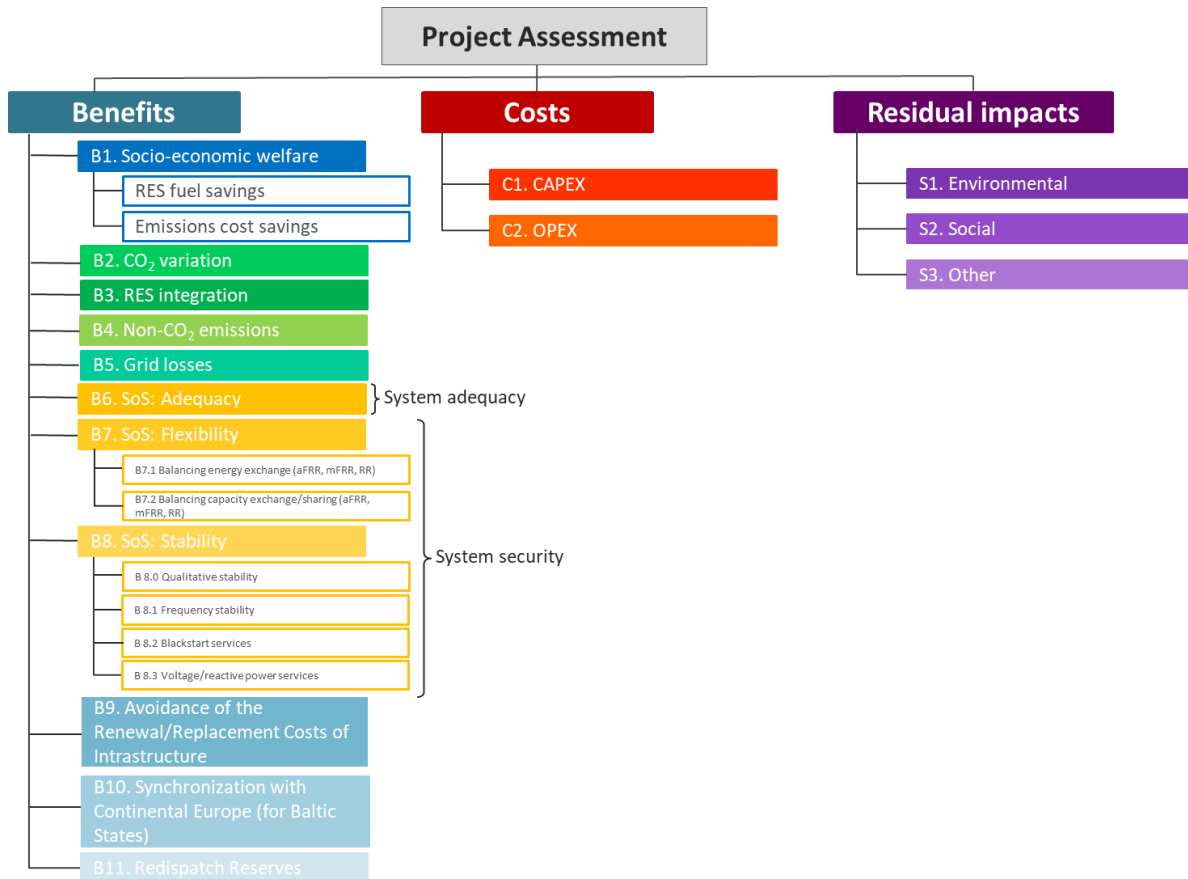 Project Assessment
Benefits
B1. Socio-economic welfare
RES fuel savings
Emissions cost savings
B2. CO₂ variation
B3. RES integration
B4. Non-CO₂ emissions
B5. Grid losses
B6. SoS: Adequacy
System adequacy
B7. SoS: Flexibility
B7.1 Balancing energy exchange (aFRR, mFRR, RR)
B7.2 Balancing capacity exchange/sharing (aFRR,
mFRR, RR)
B8. SoS: Stability
System security
B 8.0 Qualitative stability
B 8.1 Frequency stability
B 8.2 Blackstart services
B 8.3 Voltage/reactive power services
B9. Avoidance of the
Renewal/Replacement Costs of
Intrastructure
B10. Synchronization with
Continental Europe (for Baltic
States)
B11. Redispatch Reserves
Costs
C1. CAPEX
C2. OPEX
Residual impacts
S1. Environmental
S2. Social
S3. Other